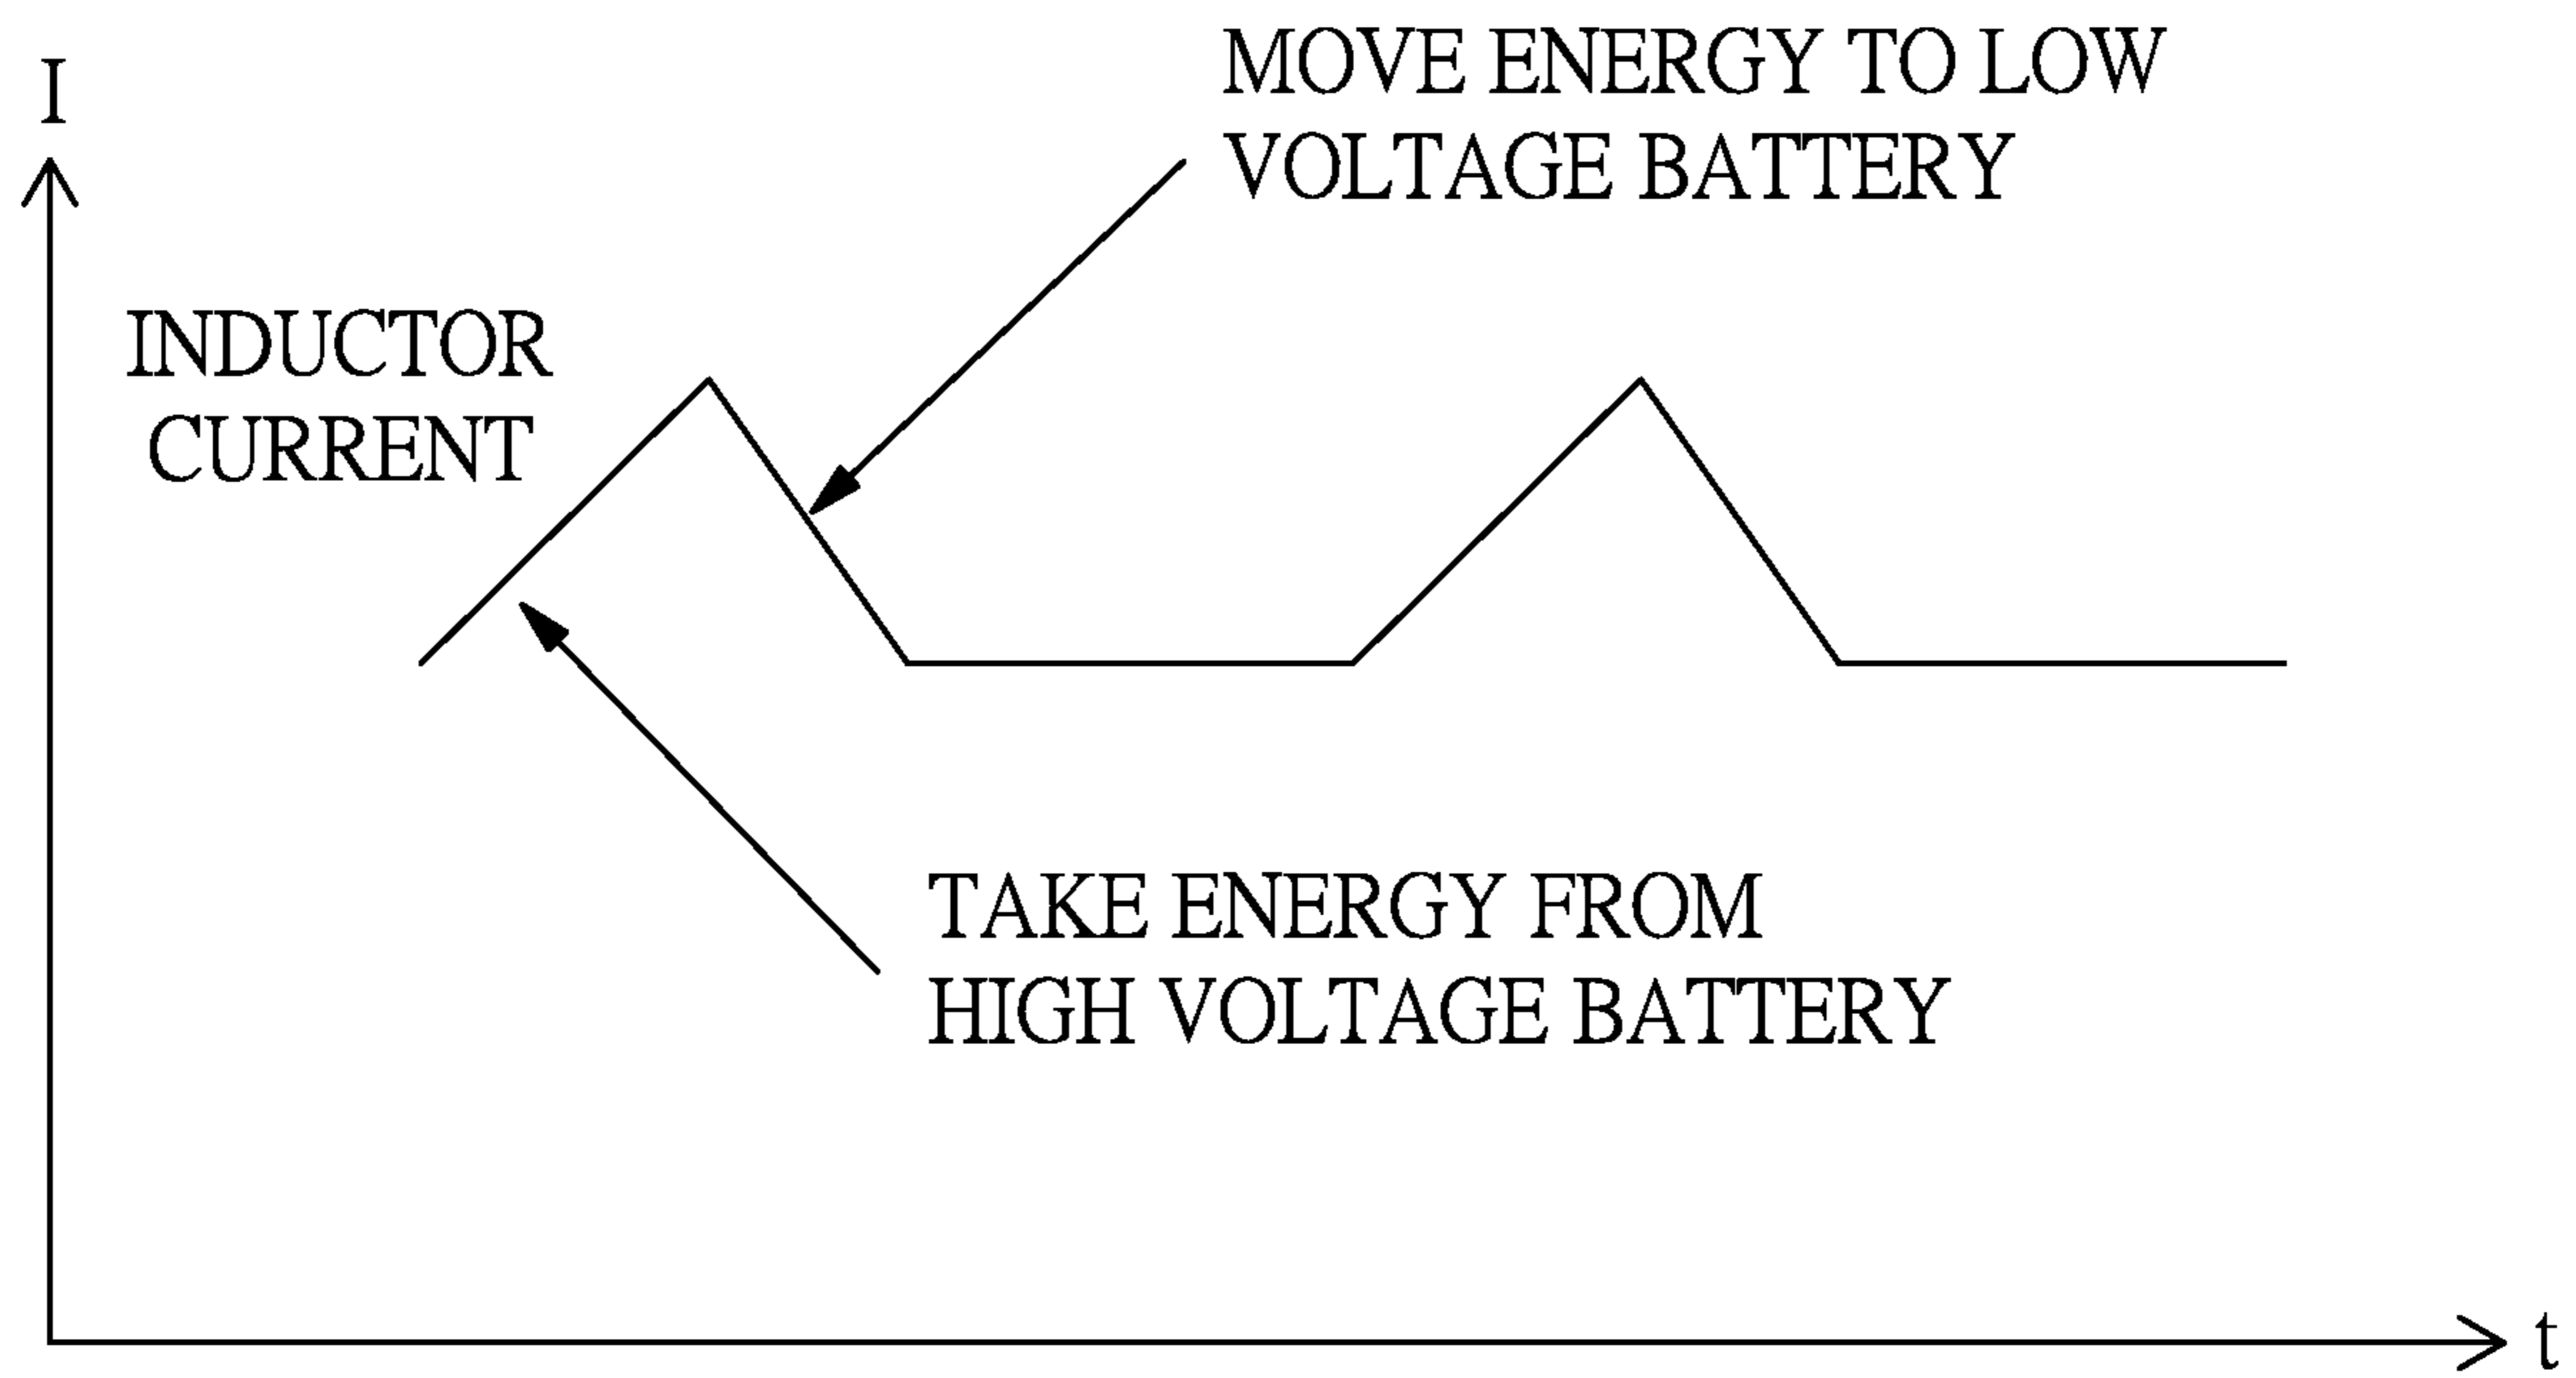 I
MOVE ENERGY TO LOW
VOLTAGE BATTERY
INDUCTOR
CURRENT
TAKE ENERGY FROM
HIGH VOLTAGE BATTERY
t